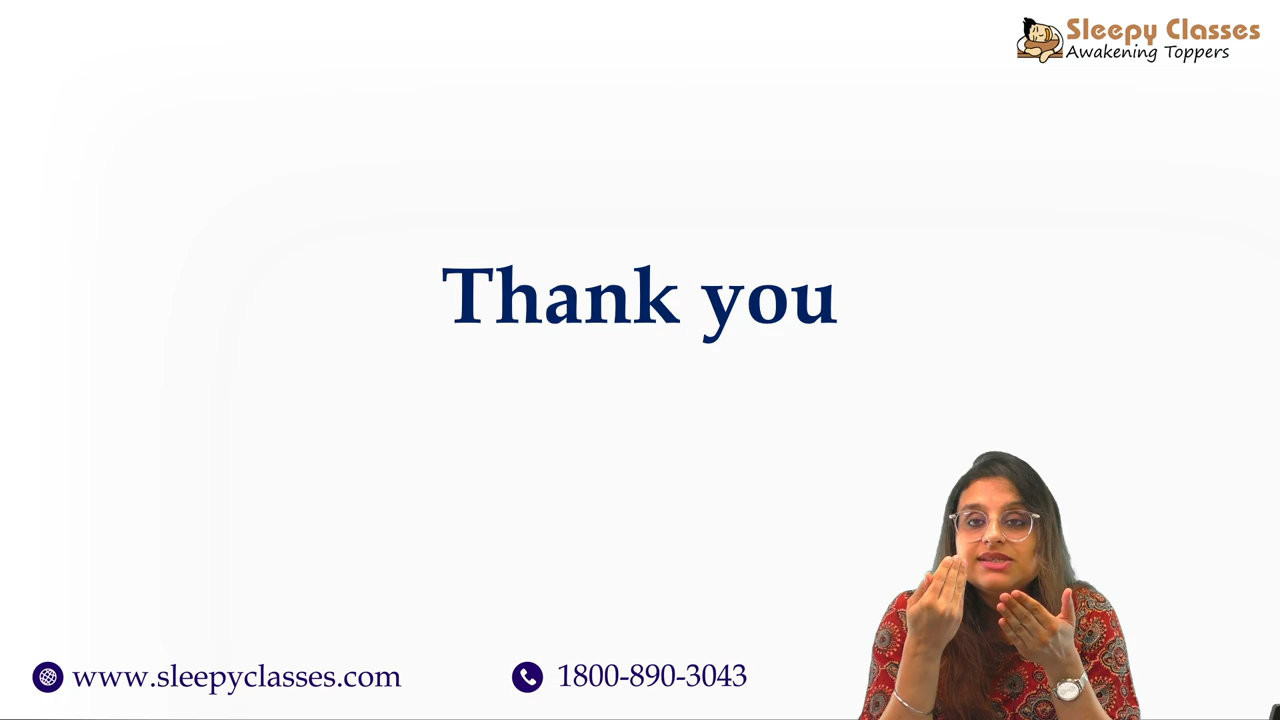 Sleepy Classes
Awakening Toppers
Thank you
www.sleepyclasses.com
1800-890-3043